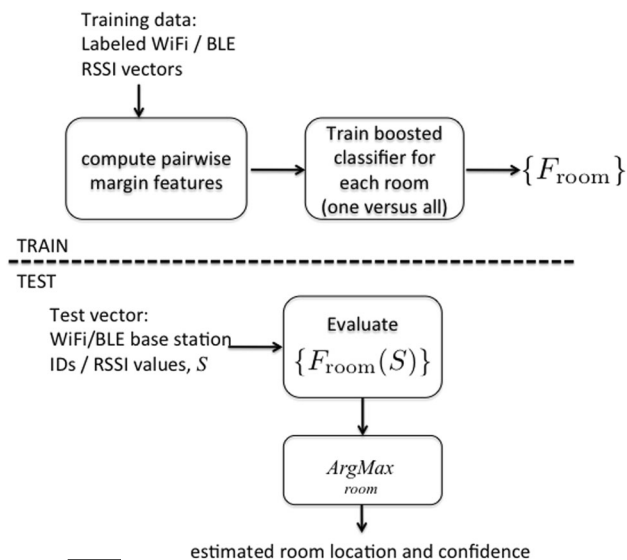 Training data:
Labeled WiFi / BLE
RSSI vectors
compute pairwise
margin features
Train boosted
classifier for
each room
(one versus all)
{F_room}
TRAIN
TEST
Test vector:
WiFi/BLE base station
IDs / RSSI values, S
Evaluate
{F_room(S)}
ArgMax
room
estimated room location and confidence